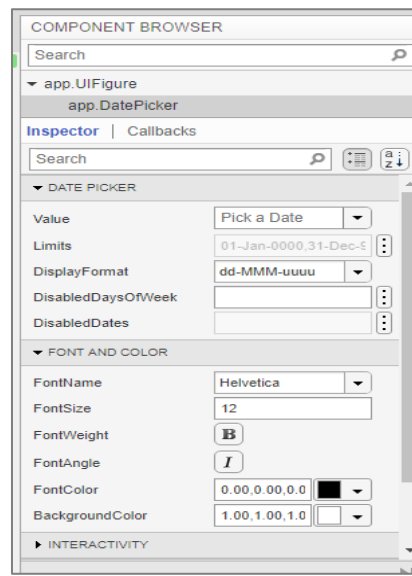 COMPONENT BROWSER
Search
app.UIFigure
app.DatePicker
Inspector | Callbacks
Search
DATE PICKER
Value Pick a Date
Limits 01-Jan-0000,31-Dec-9
DisplayFormat dd-MMM-uuuu
DisabledDaysOfWeek
DisabledDates
FONT AND COLOR
FontName Helvetica
FontSize 12
FontWeight B
FontAngle I
FontColor 0.00,0.00,0.0
BackgroundColor 1.00,1.00,1.0
INTERACTIVITY